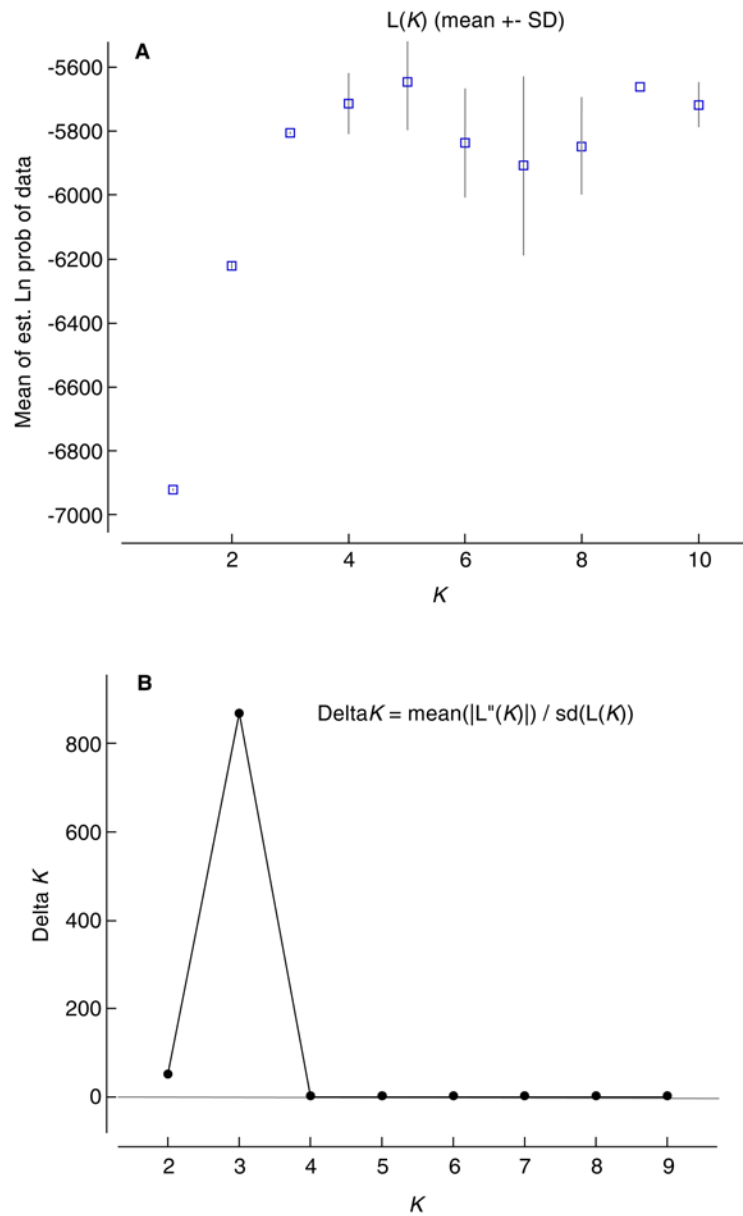 L(K) (mean +- SD)
A
Mean of est. Ln prob of data
-5600
-5800
-6000
-6200
-6400
-6600
-6800
-7000
2 4 6 8 10
K
B
DeltaK = mean(|L"(K)|) / sd(L(K))
Delta K
800
600
400
200
0
2 3 4 5 6 7 8 9
K